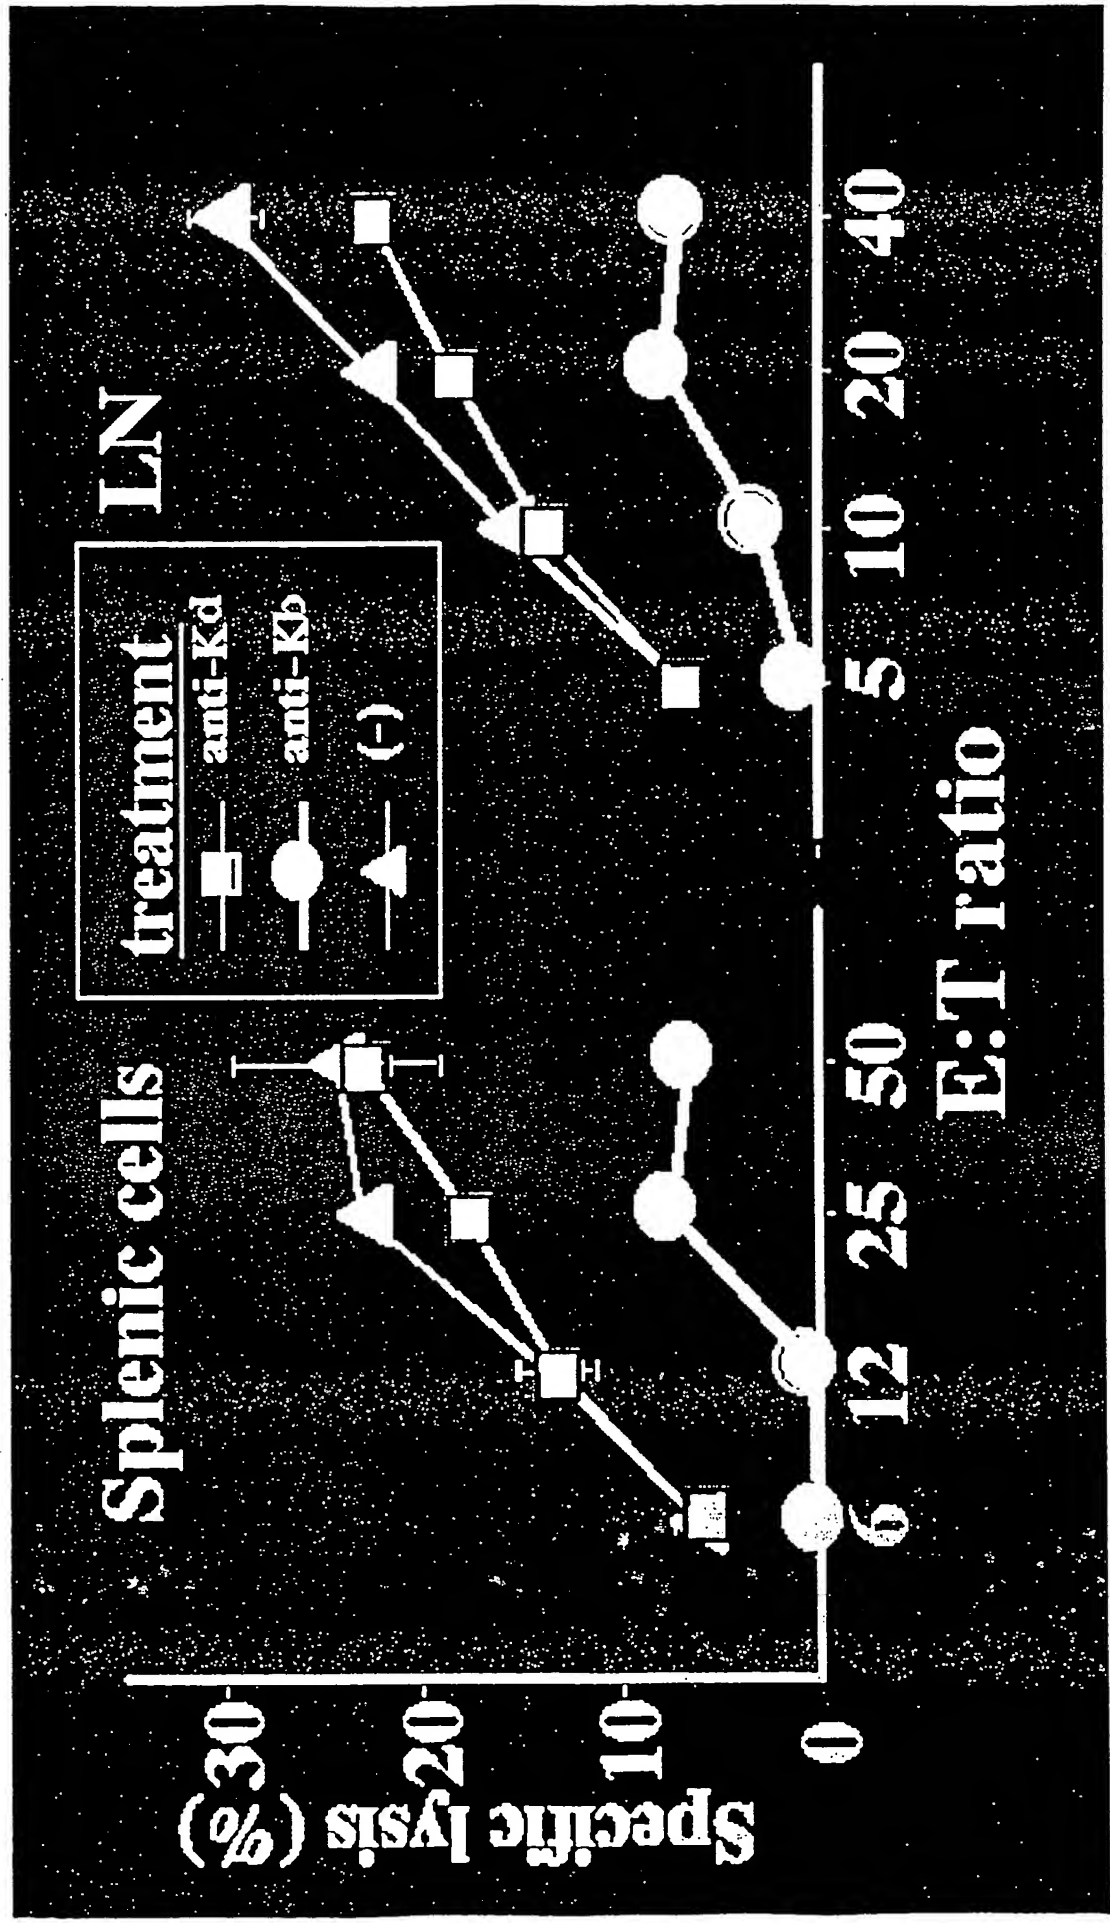 Splenic cells
LN
treatment
anti-Kd
anti-Kb
(-)
Specific lysis (%)
30
20
10
0
6 12 25 50 5 10 20 40
E:T ratio